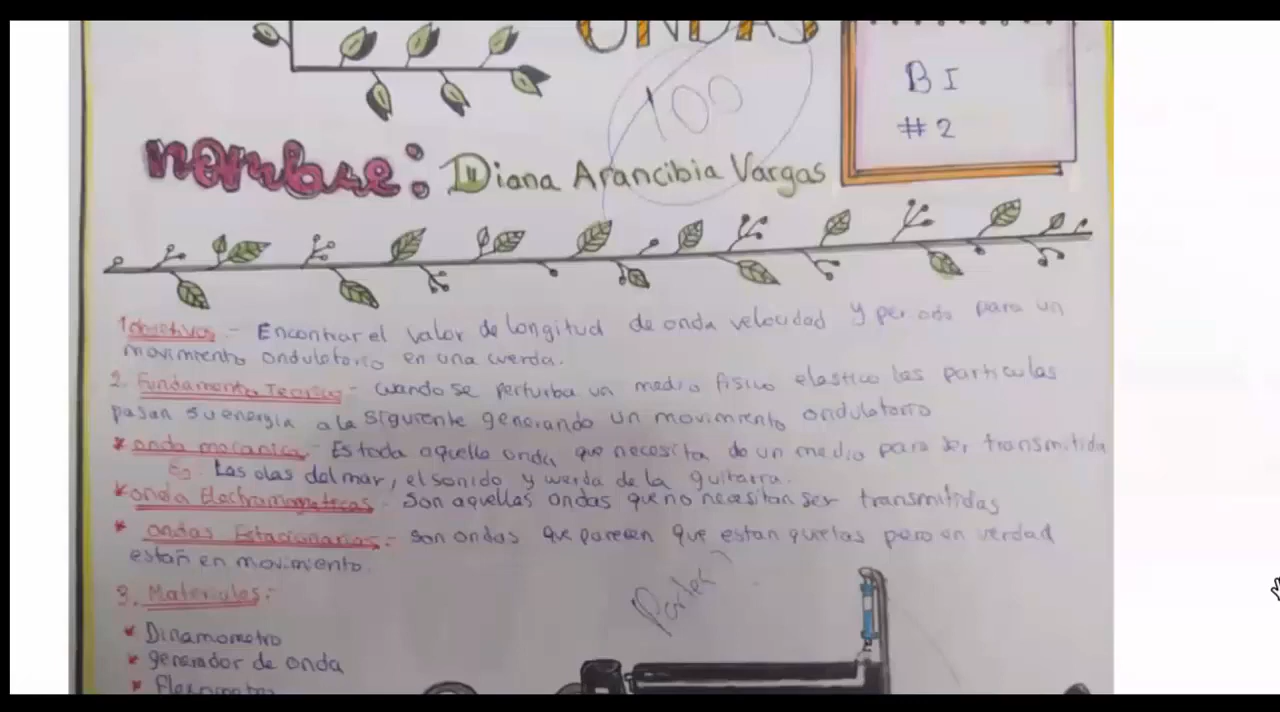 ONDAS
100
BI
#2
nombre: Diana Arancibia Vargas
1 Objetivos.- Encontrar el valor de longitud de onda velocidad y periodo para un
movimiento ondulatorio en una cuerda.
2. Fundamento Teorico.- cuando se perturba un medio fisico elastico las particulas
pasan su energia a la siguiente generando un movimiento ondulatorio
* onda mecanica.- Es toda aquella onda que necesita de un medio para ser transmitida
Ej. Las olas del mar, el sonido y cuerda de la guitarra.
* onda Electromagneticas.- Son aquellas ondas que no necesitan ser transmitidas
* ondas Estacionarias.- son ondas que parecen que estan quietas pero en verdad
estan en movimiento.
Partes?
3. Materiales.-
* Dinamometro
* generador de onda
* Flexometro